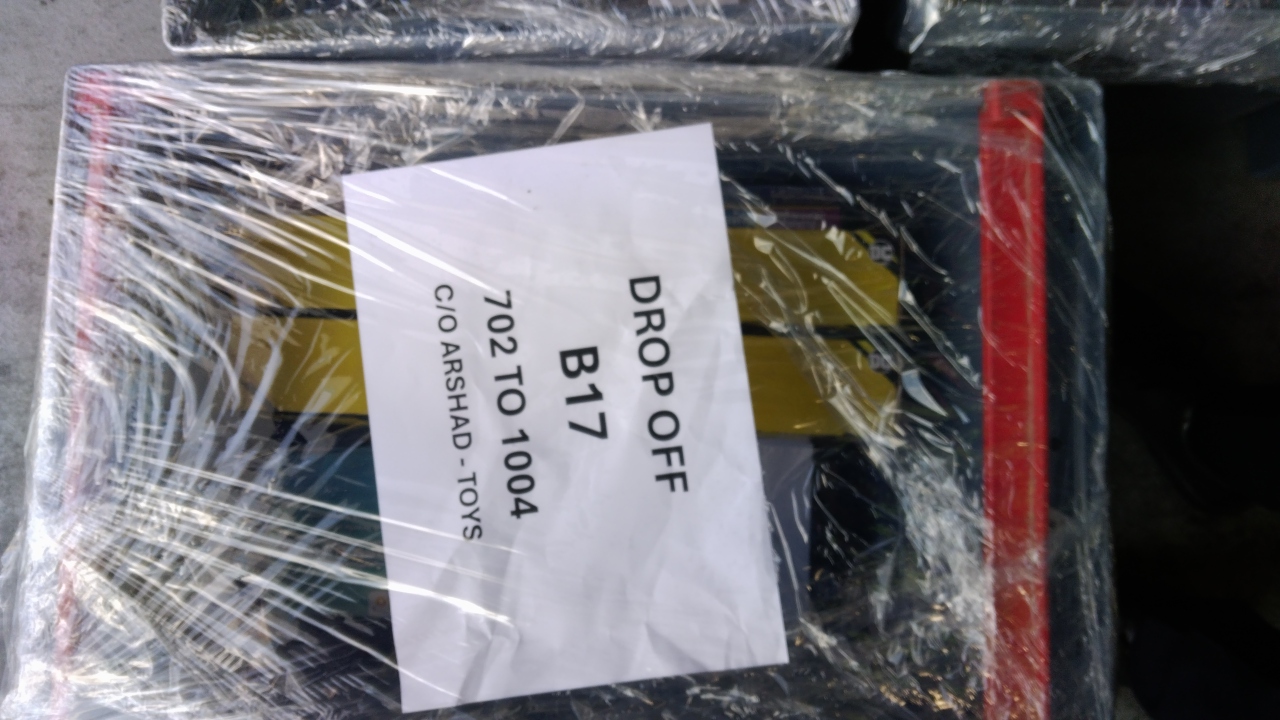 DROP OFF
B17
702 TO 1004
C/O ARSHAD - TOYS